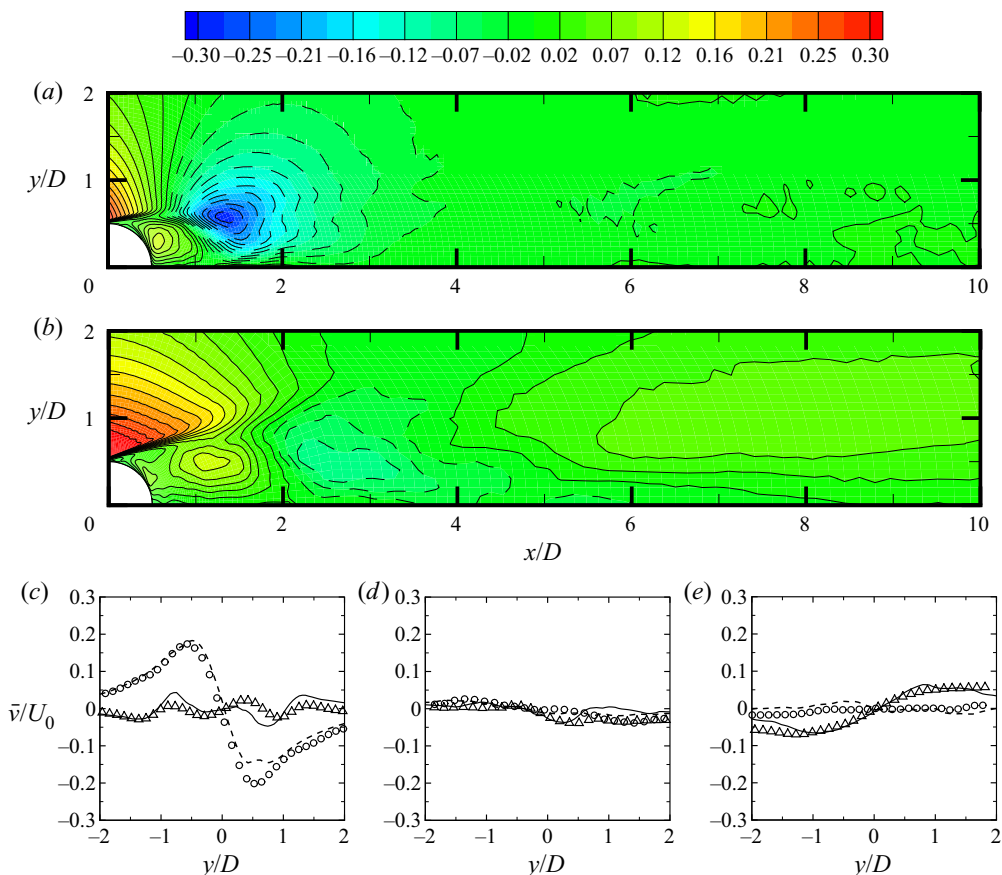 −0.30 −0.25 −0.21 −0.16 −0.12 −0.07 −0.02 0.02 0.07 0.12 0.16 0.21 0.25 0.30
(a)
2
y/D 1
0 2 4 6 8 10
(b)
2
y/D 1
0 2 4 6 8 10
x/D
(c) (d) (e)
0.3 0.3 0.3
0.2 0.2 0.2
0.1 0.1 0.1
v̄/U0 0 0 0
−0.1 −0.1 −0.1
−0.2 −0.2 −0.2
−0.3 −0.3 −0.3
−2 −1 0 1 2 −2 −1 0 1 2 −2 −1 0 1 2
y/D y/D y/D